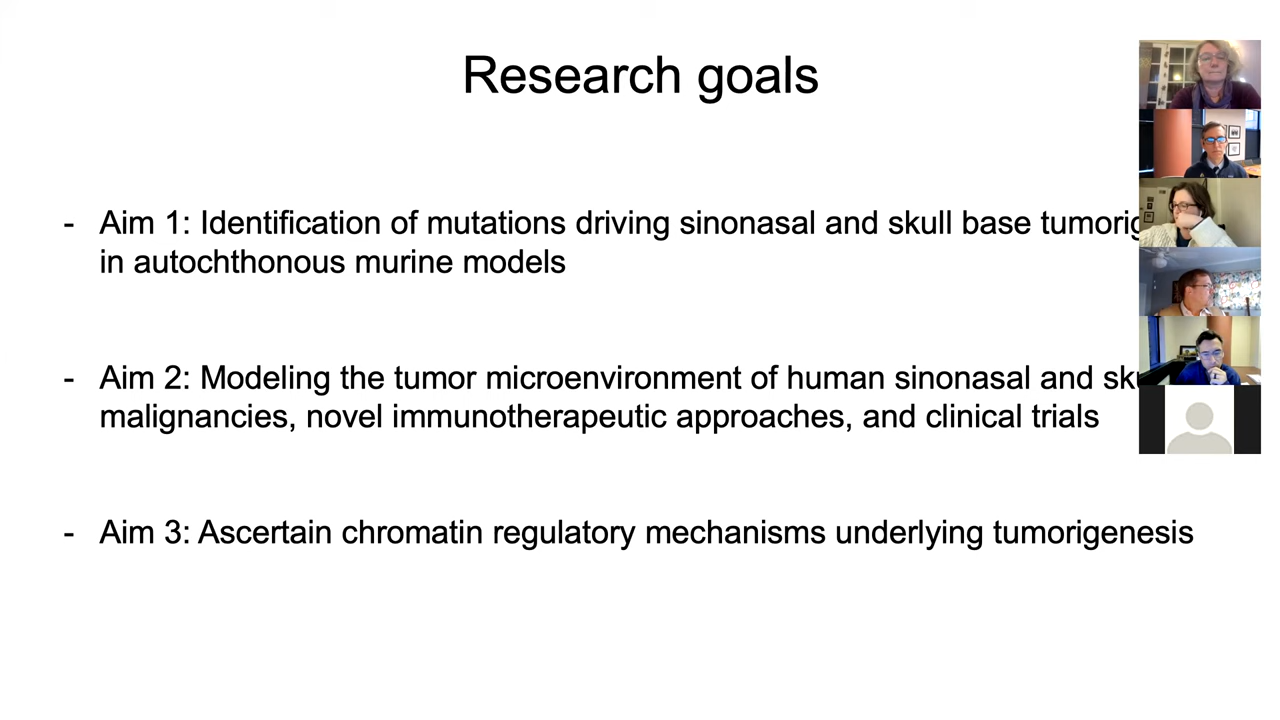 Research goals
- Aim 1: Identification of mutations driving sinonasal and skull base
in autochthonous murine models
- Aim 2: Modeling the tumor microenvironment of human sinonasal and
malignancies, novel immunotherapeutic approaches, and clinical trials
- Aim 3: Ascertain chromatin regulatory mechanisms underlying tumorigenesis